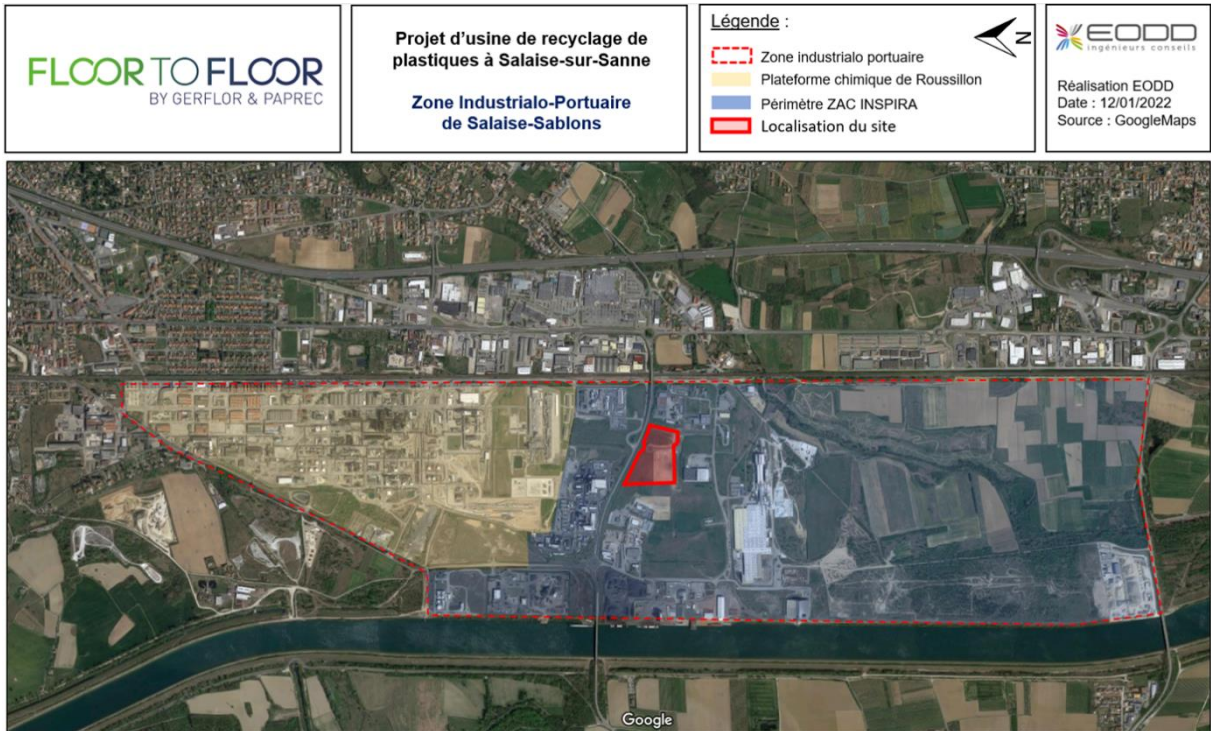 FLOOR TO FLOOR
BY GERFLOR & PAPREC
Projet d'usine de recyclage de
plastiques à Salaise-sur-Sanne
Zone Industrialo-Portuaire
de Salaise-Sablons
Légende :
N
Zone industrialo portuaire
Plateforme chimique de Roussillon
Périmètre ZAC INSPIRA
Localisation du site
EODD
ingénieurs conseils
Réalisation EODD
Date : 12/01/2022
Source : GoogleMaps
Google